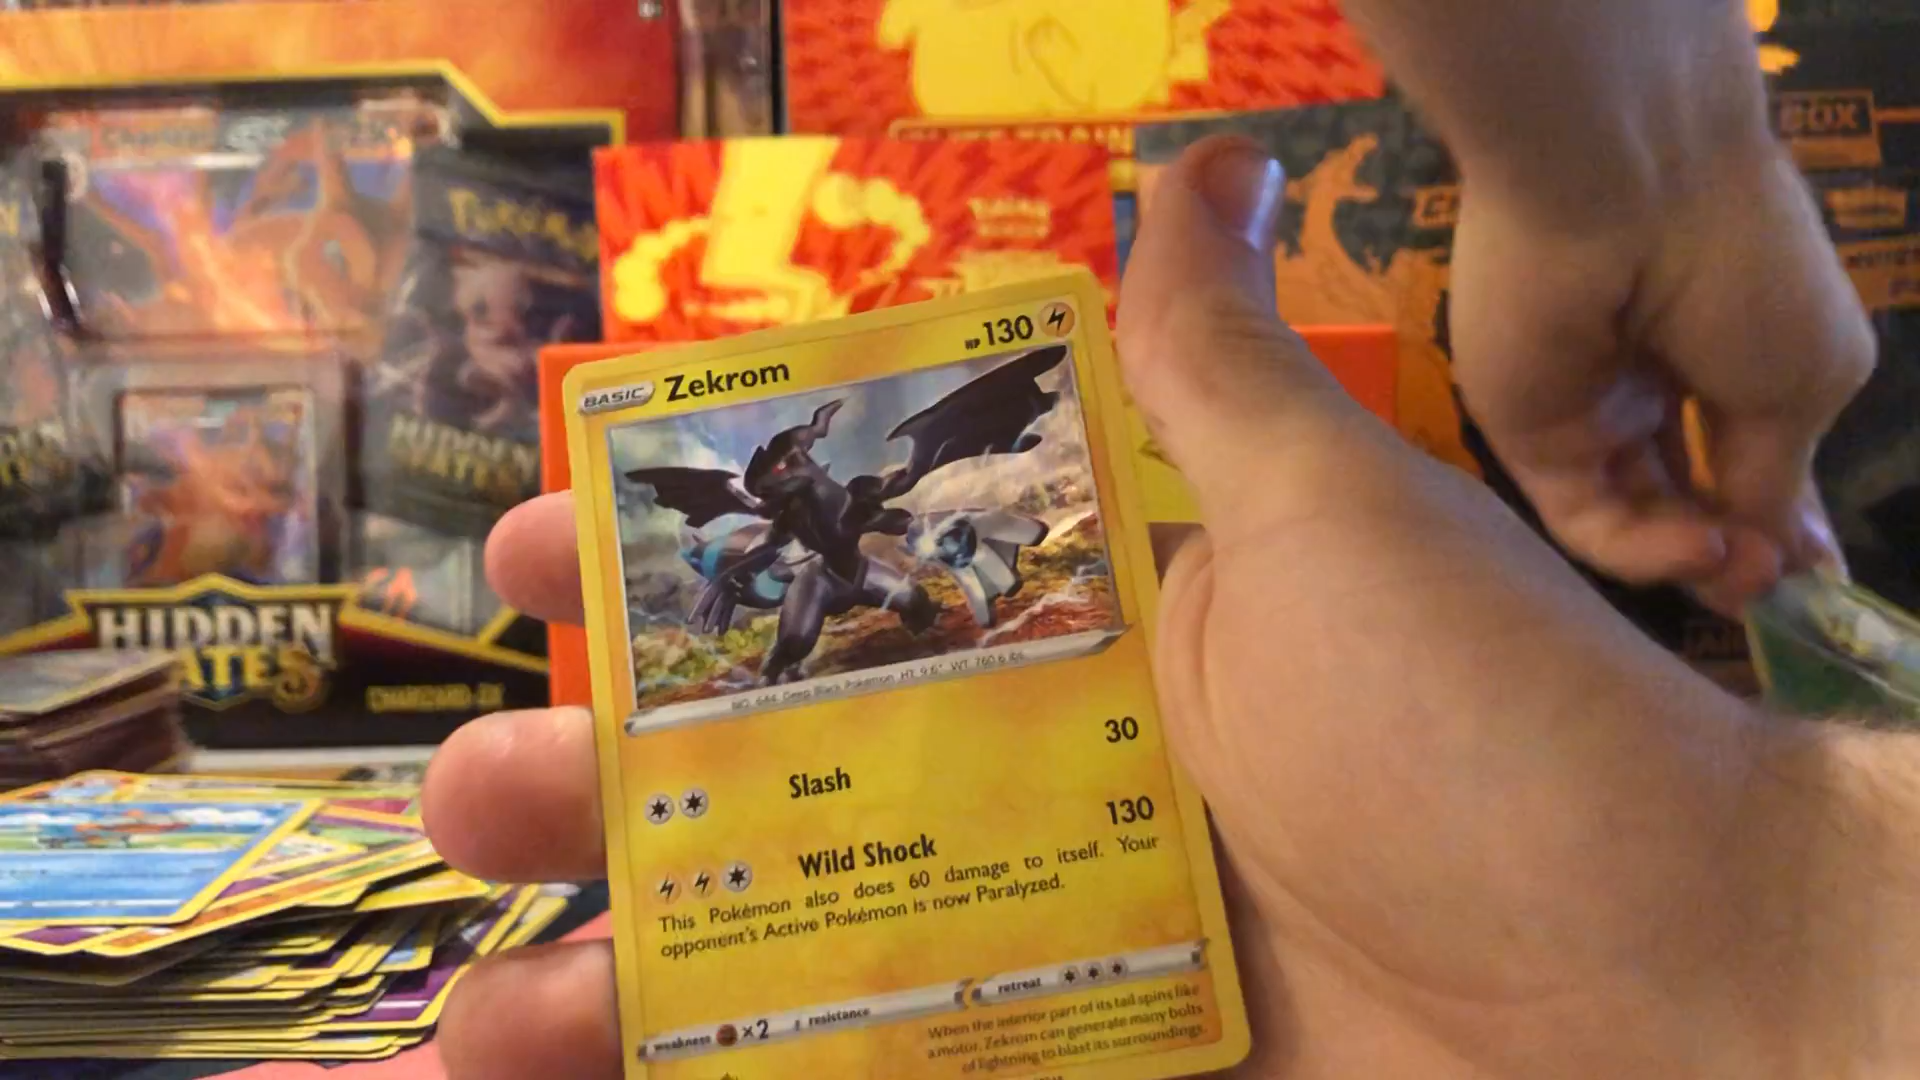 BOX
Pokémon
HIDDEN
FATES
HIDDEN
FATES
CHARIZARD-GX
BASIC Zekrom HP 130
NO. 644 Deep Black Pokémon HT: 9'6" WT: 760.6 lbs.
Slash 30
Wild Shock 130
This Pokémon also does 60 damage to itself. Your
opponent's Active Pokémon is now Paralyzed.
weakness ×2 resistance retreat
When the interior part of its tail spins like
a motor, Zekrom can generate many bolts
of lightning to blast its surroundings.